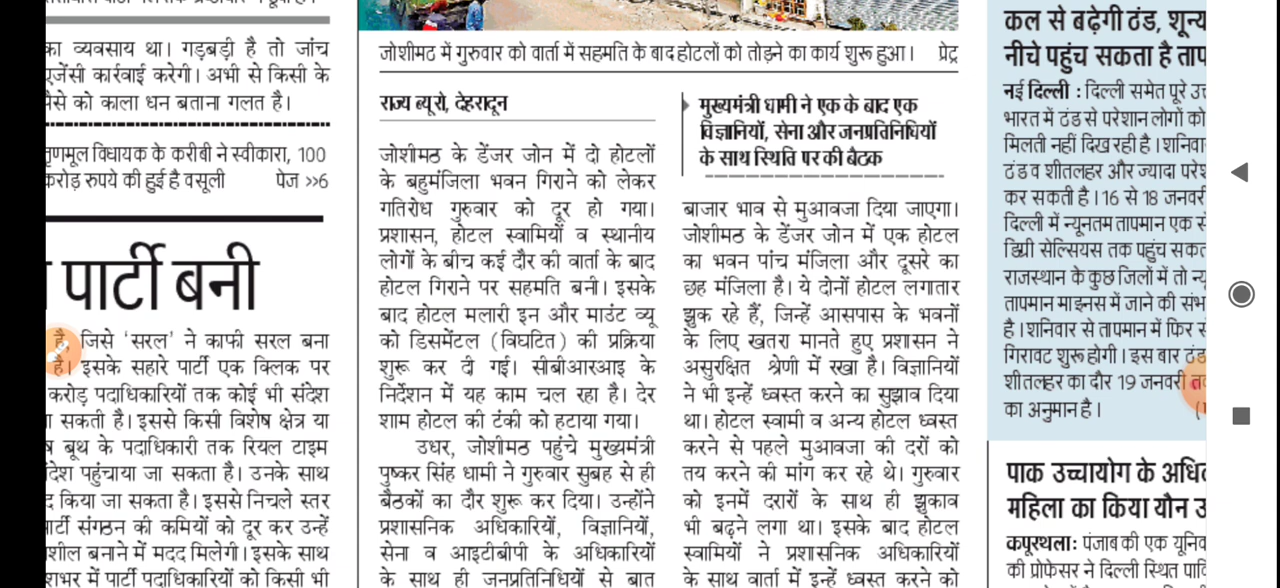 का व्यवसाय था। गड़बड़ी है तो जांच
एजेंसी कार्रवाई करेगी। अभी से किसी के
पैसे को काला धन बताना गलत है।
तृणमूल विधायक के करीबी ने स्वीकारा, 100
करोड़ रुपये की हुई है वसूली पेज >>6
पार्टी बनी
है, जिसे 'सरल' ने काफी सरल बना
है। इसके सहारे पार्टी एक क्लिक पर
करोड़ पदाधिकारियों तक कोई भी संदेश
सकती है। इससे किसी विशेष क्षेत्र या
बूथ के पदाधिकारी तक रियल टाइम
पहुंचाया जा सकता है। उनके साथ
किया जा सकता है। इससे निचले स्तर
पार्टी संगठन की कमियों को दूर कर उन्हें
बनाने में मदद मिलेगी। इसके साथ
में पार्टी पदाधिकारियों को किसी भी
जोशीमठ में गुरुवार को वार्ता में सहमति के बाद होटलों को तोड़ने का कार्य शुरू हुआ। प्रेट्र
राज्य ब्यूरो, देहरादून
जोशीमठ के डेंजर जोन में दो होटलों
के बहुमंजिला भवन गिराने को लेकर
गतिरोध गुरुवार को दूर हो गया।
प्रशासन, होटल स्वामियों व स्थानीय
लोगों के बीच कई दौर की वार्ता के बाद
होटल गिराने पर सहमति बनी। इसके
बाद होटल मलारी इन और माउंट व्यू
को डिसमेंटल (विघटित) की प्रक्रिया
शुरू कर दी गई। सीबीआरआइ के
निर्देशन में यह काम चल रहा है। देर
शाम होटल की टंकी को हटाया गया।
उधर, जोशीमठ पहुंचे मुख्यमंत्री
पुष्कर सिंह धामी ने गुरुवार सुबह से ही
बैठकों का दौर शुरू कर दिया। उन्होंने
प्रशासनिक अधिकारियों, विज्ञानियों,
सेना व आइटीबीपी के अधिकारियों
के साथ ही जनप्रतिनिधियों से बात
मुख्यमंत्री धामी ने एक के बाद एक
विज्ञानियों, सेना और जनप्रतिनिधियों
के साथ स्थिति पर की बैठक
बाजार भाव से मुआवजा दिया जाएगा।
जोशीमठ के डेंजर जोन में एक होटल
का भवन पांच मंजिला और दूसरे का
छह मंजिला है। ये दोनों होटल लगातार
झुक रहे हैं, जिन्हें आसपास के भवनों
के लिए खतरा मानते हुए प्रशासन ने
असुरक्षित श्रेणी में रखा है। विज्ञानियों
ने भी इन्हें ध्वस्त करने का सुझाव दिया
था। होटल स्वामी व अन्य होटल ध्वस्त
करने से पहले मुआवजा की दरों को
तय करने की मांग कर रहे थे। गुरुवार
को इनमें दरारों के साथ ही झुकाव
भी बढ़ने लगा था। इसके बाद होटल
स्वामियों ने प्रशासनिक अधिकारियों
के साथ वार्ता में इन्हें ध्वस्त करने को
कल से बढ़ेगी ठंड, शून्य
नीचे पहुंच सकता है
नई दिल्ली : दिल्ली समेत पूरे
भारत में ठंड से परेशान लोगों को
मिलती नहीं दिख रही है। शनिवा
ठंड व शीतलहर और ज्यादा
कर सकती है। 16 से 18 जनवरी
दिल्ली में न्यूनतम तापमान एक
डिग्री सेल्सियस तक पहुंच
राजस्थान के कुछ जिलों में तो
तापमान माइनस में जाने की
है। शनिवार से तापमान में फिर
गिरावट शुरू होगी। इस बार ठंड
शीतलहर का दौर 19 जनवरी
का अनुमान है।
पाक उच्चायोग के
महिला का किया यौन
कपूरथला: पंजाब की एक
की प्रोफेसर ने दिल्ली स्थित